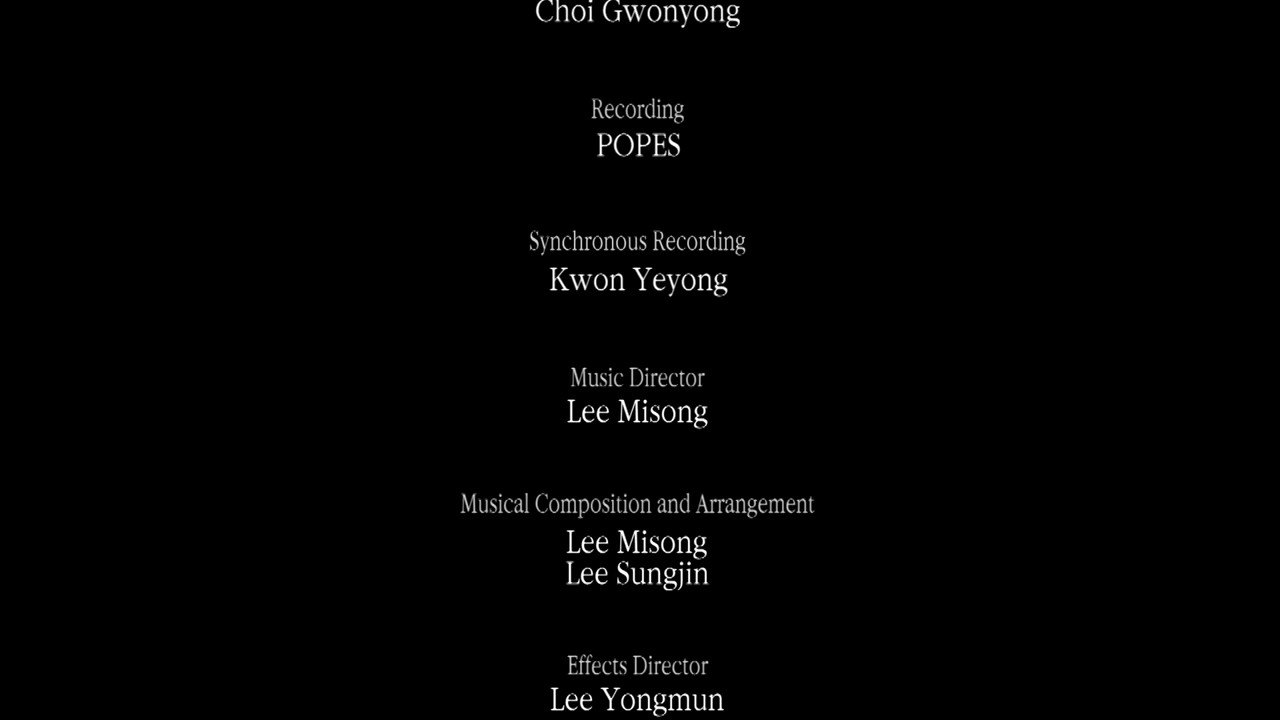 Choi Gwonyong
Recording
POPES
Synchronous Recording
Kwon Yeyong
Music Director
Lee Misong
Musical Composition and Arrangement
Lee Misong
Lee Sungjin
Effects Director
Lee Yongmun